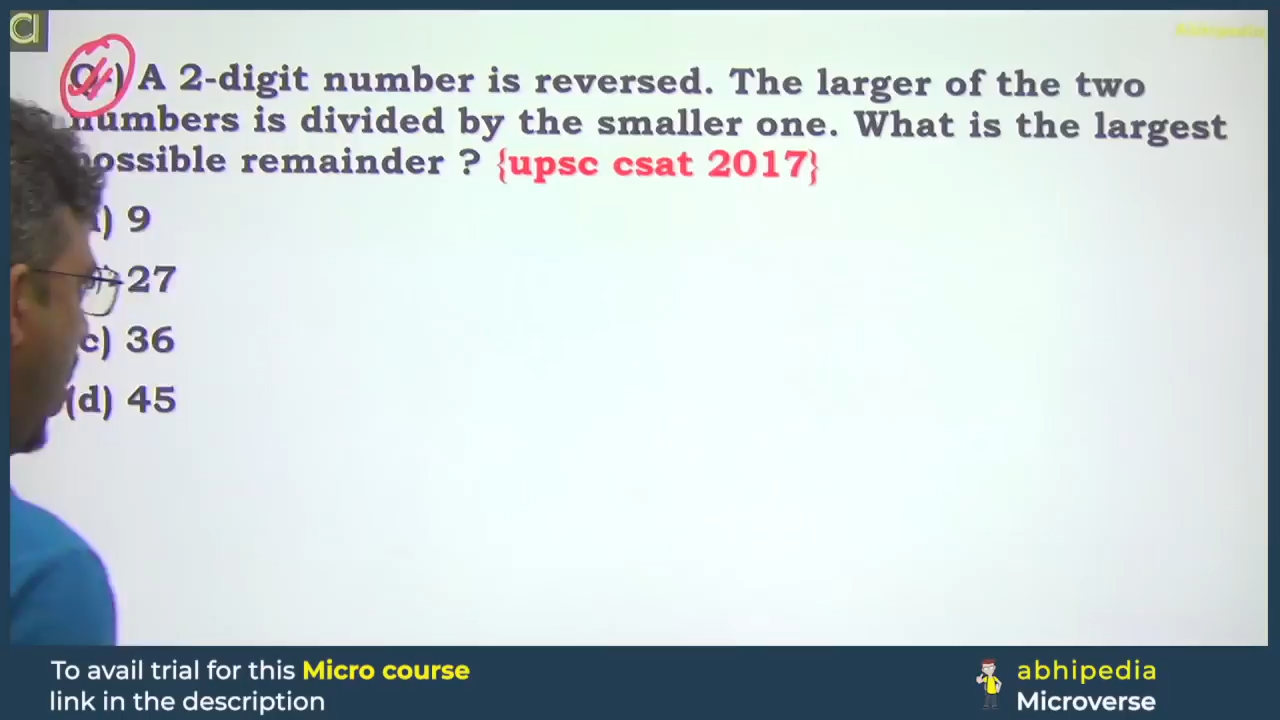 a
Abhipedia
Q.) A 2-digit number is reversed. The larger of the two
numbers is divided by the smaller one. What is the largest
possible remainder ? {upsc csat 2017}
) 9
27
c) 36
(d) 45
To avail trial for this Micro course
link in the description
abhipedia
Microverse